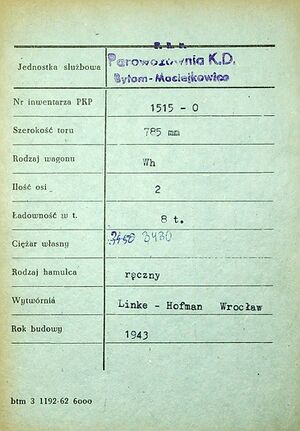 P. k. p.
Jednostka służbowa Parowozownia K.D.
Bytom-Maciejkowice
Nr inwentarza PKP 1515 - O
Szerokość toru 785 mm
Rodzaj wagonu Wh
Ilość osi 2
Ładowność w t. 8 t.
Ciężar własny 3430
Rodzaj hamulca ręczny
Wytwórnia Linke - Hofman Wrocław
Rok budowy 1943
btm 3 1192-62 6000